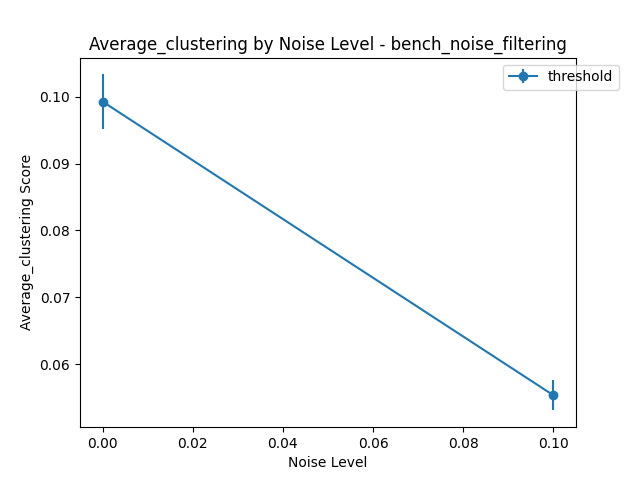 Average_clustering by Noise Level - bench_noise_filtering
threshold
Average_clustering Score
0.10
0.09
0.08
0.07
0.06
0.00 0.02 0.04 0.06 0.08 0.10
Noise Level